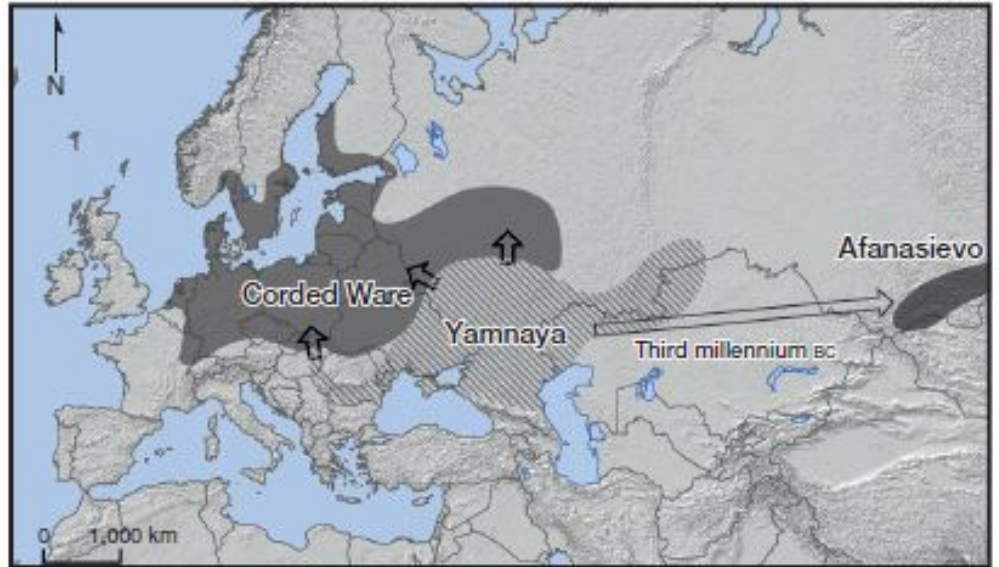 N
Afanasievo
Corded Ware
Yamnaya
Third millennium BC
0 1,000 km